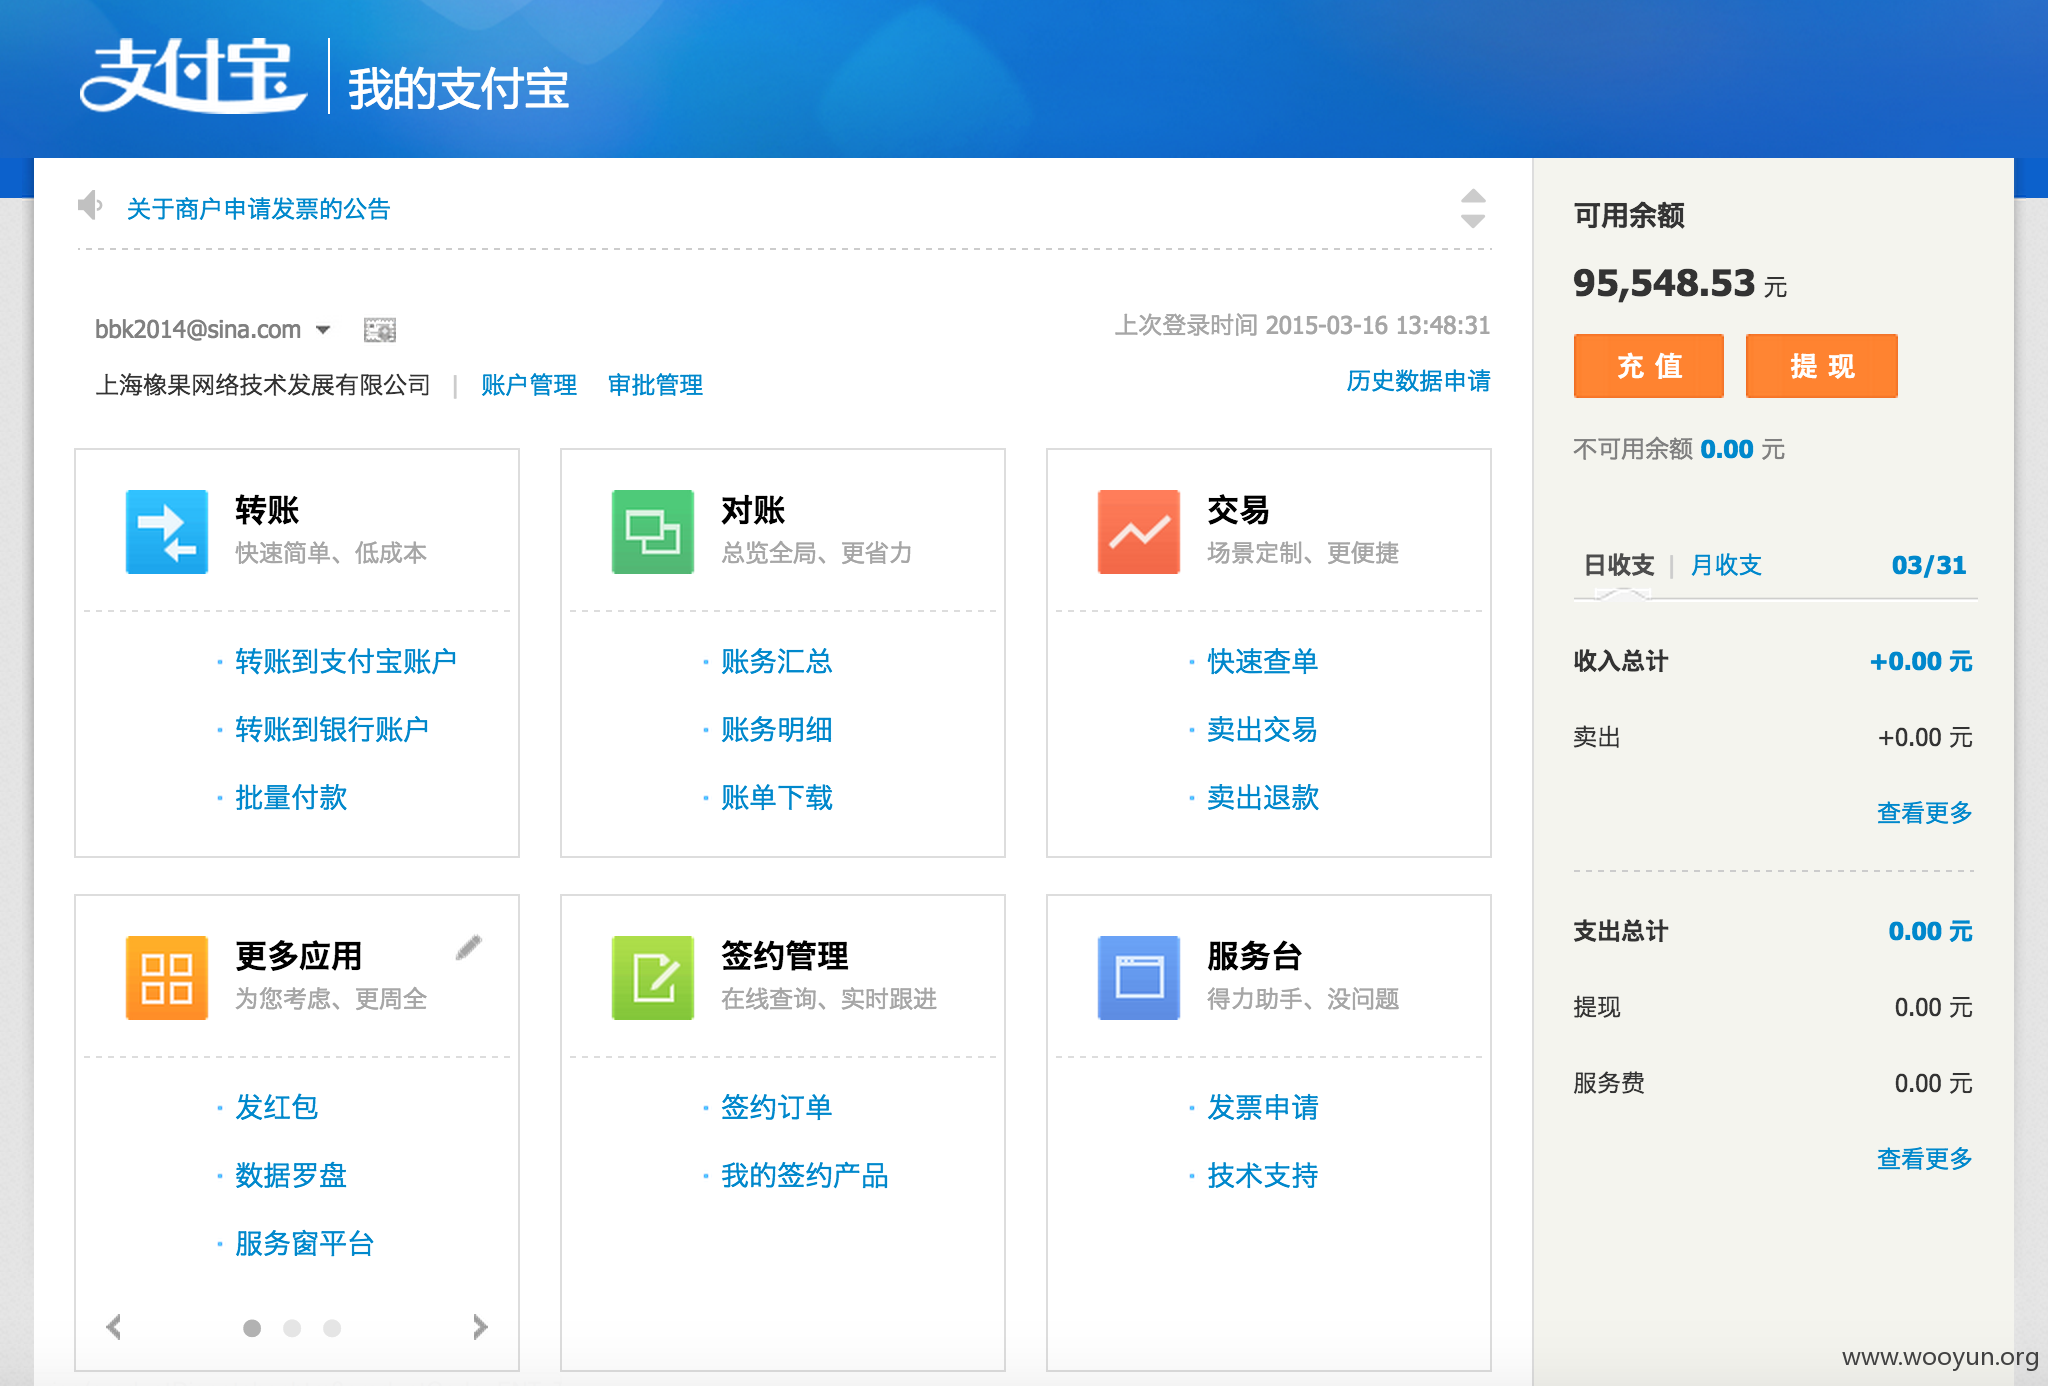 支付宝 我的支付宝
关于商户申请发票的公告
bbk2014@sina.com
上次登录时间 2015-03-16 13:48:31
上海橡果网络技术发展有限公司 | 账户管理 审批管理
历史数据申请
转账
快速简单、低成本
· 转账到支付宝账户
· 转账到银行账户
· 批量付款
对账
总览全局、更省力
· 账务汇总
· 账务明细
· 账单下载
交易
场景定制、更便捷
· 快速查单
· 卖出交易
· 卖出退款
更多应用
为您考虑、更周全
· 发红包
· 数据罗盘
· 服务窗平台
签约管理
在线查询、实时跟进
· 签约订单
· 我的签约产品
服务台
得力助手、没问题
· 发票申请
· 技术支持
可用余额
95,548.53 元
充 值 提 现
不可用余额 0.00 元
日收支 | 月收支 03/31
收入总计 +0.00 元
卖出 +0.00 元
查看更多
支出总计 0.00 元
提现 0.00 元
服务费 0.00 元
查看更多
www.wooyun.org